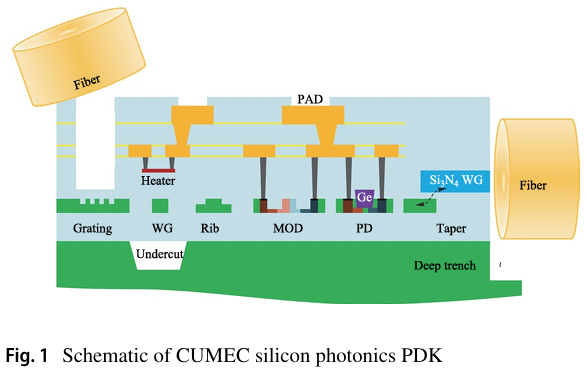 Fiber
PAD
Heater
Ge
Si₃N₄ WG
Fiber
Grating
WG
Rib
MOD
PD
Taper
Undercut
Deep trench
Fig. 1 Schematic of CUMEC silicon photonics PDK